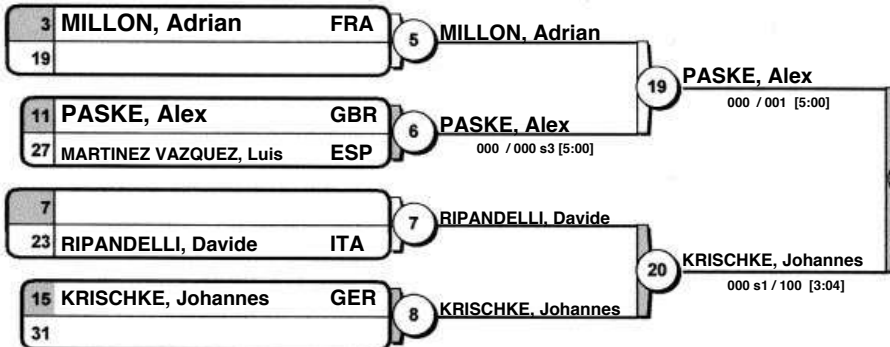 3 MILLON, Adrian FRA
19
5 MILLON, Adrian
11 PASKE, Alex GBR
27 MARTINEZ VAZQUEZ, Luis ESP
6 PASKE, Alex
000 / 000 s3 [5:00]
19 PASKE, Alex
000 / 001 [5:00]
7
23 RIPANDELLI, Davide ITA
7 RIPANDELLI, Davide
15 KRISCHKE, Johannes GER
31
8 KRISCHKE, Johannes
20 KRISCHKE, Johannes
000 s1 / 100 [3:04]